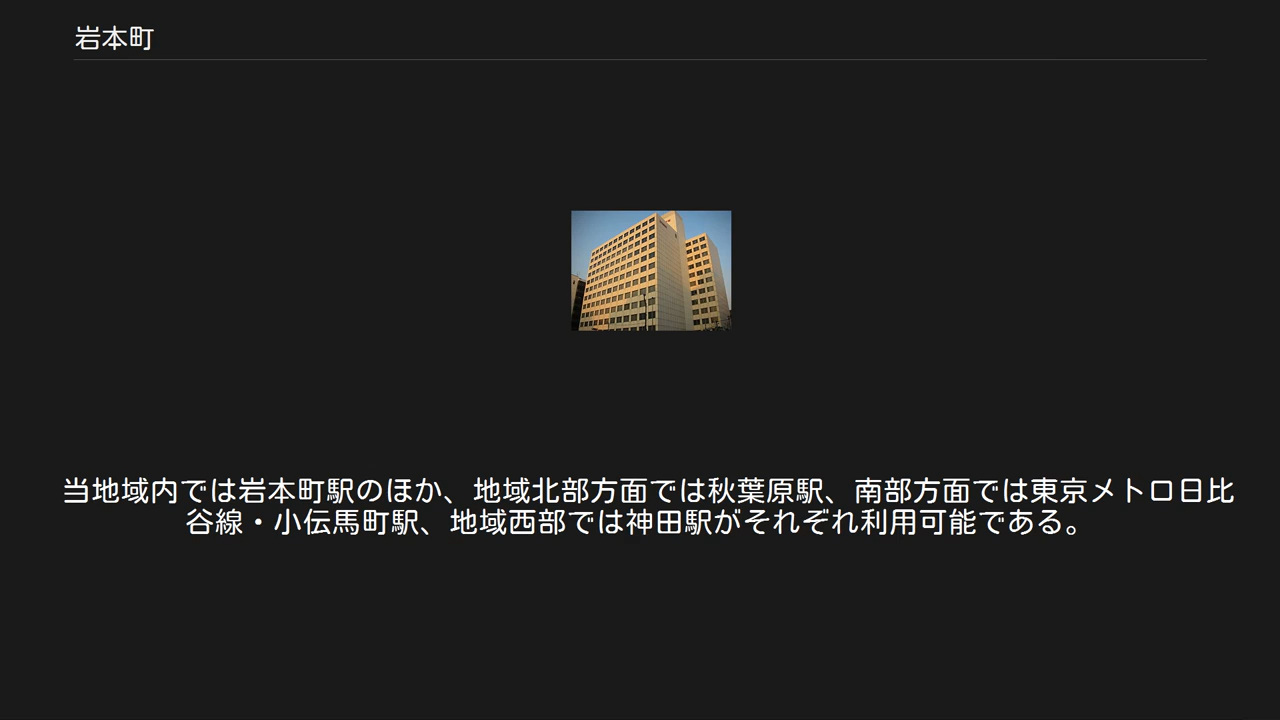 岩本町
当地域内では岩本町駅のほか、地域北部方面では秋葉原駅、南部方面では東京メトロ日比
谷線・小伝馬町駅、地域西部では神田駅がそれぞれ利用可能である。